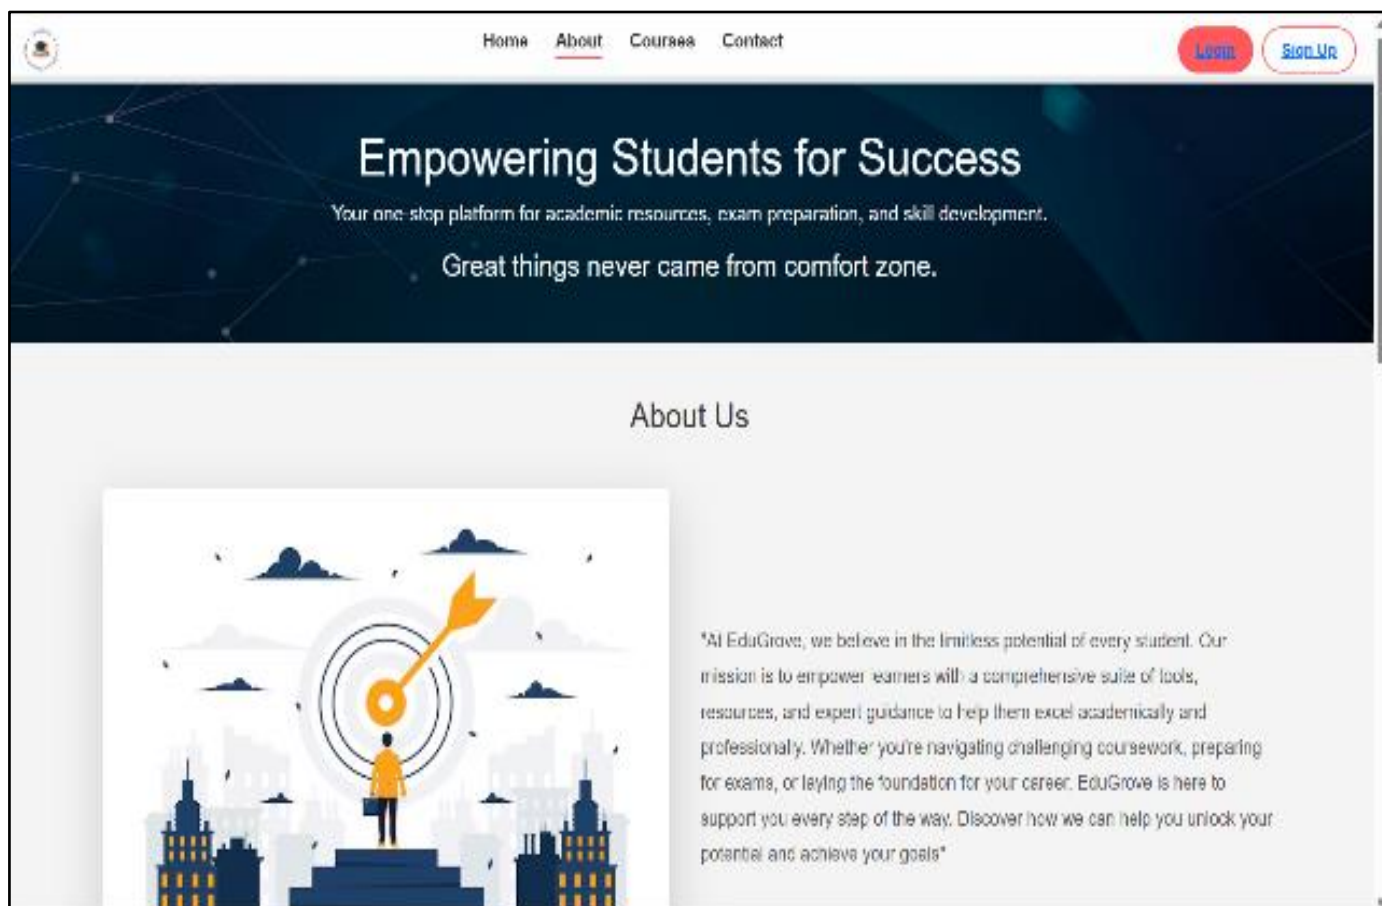 Home About Courses Contact
Login Sign Up
Empowering Students for Success
Your one-stop platform for academic resources, exam preparation, and skill development.
Great things never came from comfort zone.
About Us
"At EduGrove, we believe in the limitless potential of every student. Our
mission is to empower learners with a comprehensive suite of tools,
resources, and expert guidance to help them excel academically and
professionally. Whether you're navigating challenging coursework, preparing
for exams, or laying the foundation for your career. EduGrove is here to
support you every step of the way. Discover how we can help you unlock your
potential and achieve your goals"